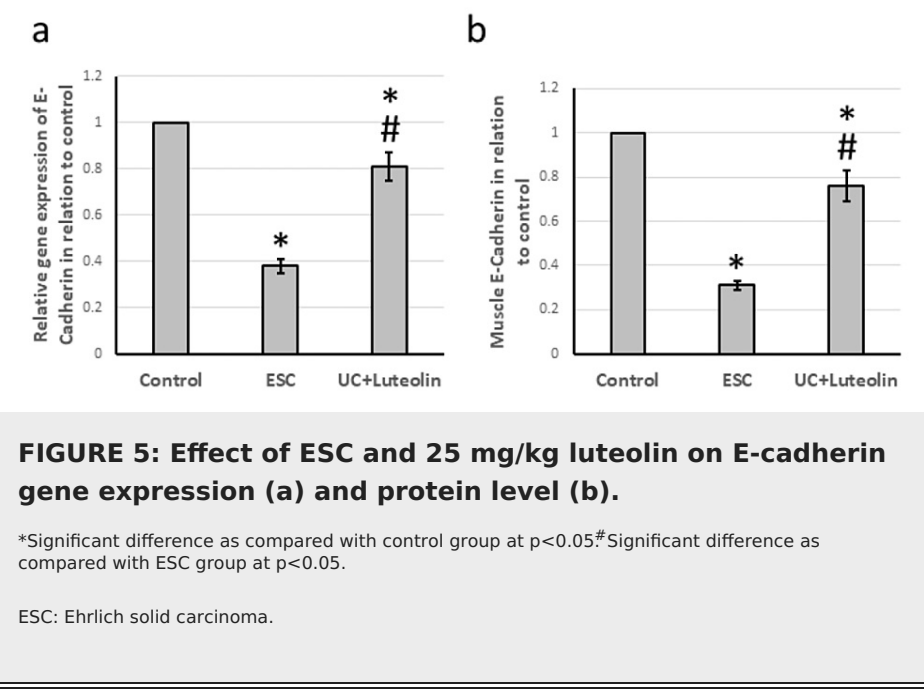 a
Relative gene expression of E-
Cadherin in relation to control
1.2
1
0.8
0.6
0.4
0.2
0
*
*
#
Control ESC UC+Luteolin
b
Muscle E-Cadherin in relation
to control
1.2
1
0.8
0.6
0.4
0.2
0
*
*
#
Control ESC UC+Luteolin
FIGURE 5: Effect of ESC and 25 mg/kg luteolin on E-cadherin
gene expression (a) and protein level (b).
*Significant difference as compared with control group at p<0.05.#Significant difference as
compared with ESC group at p<0.05.
ESC: Ehrlich solid carcinoma.